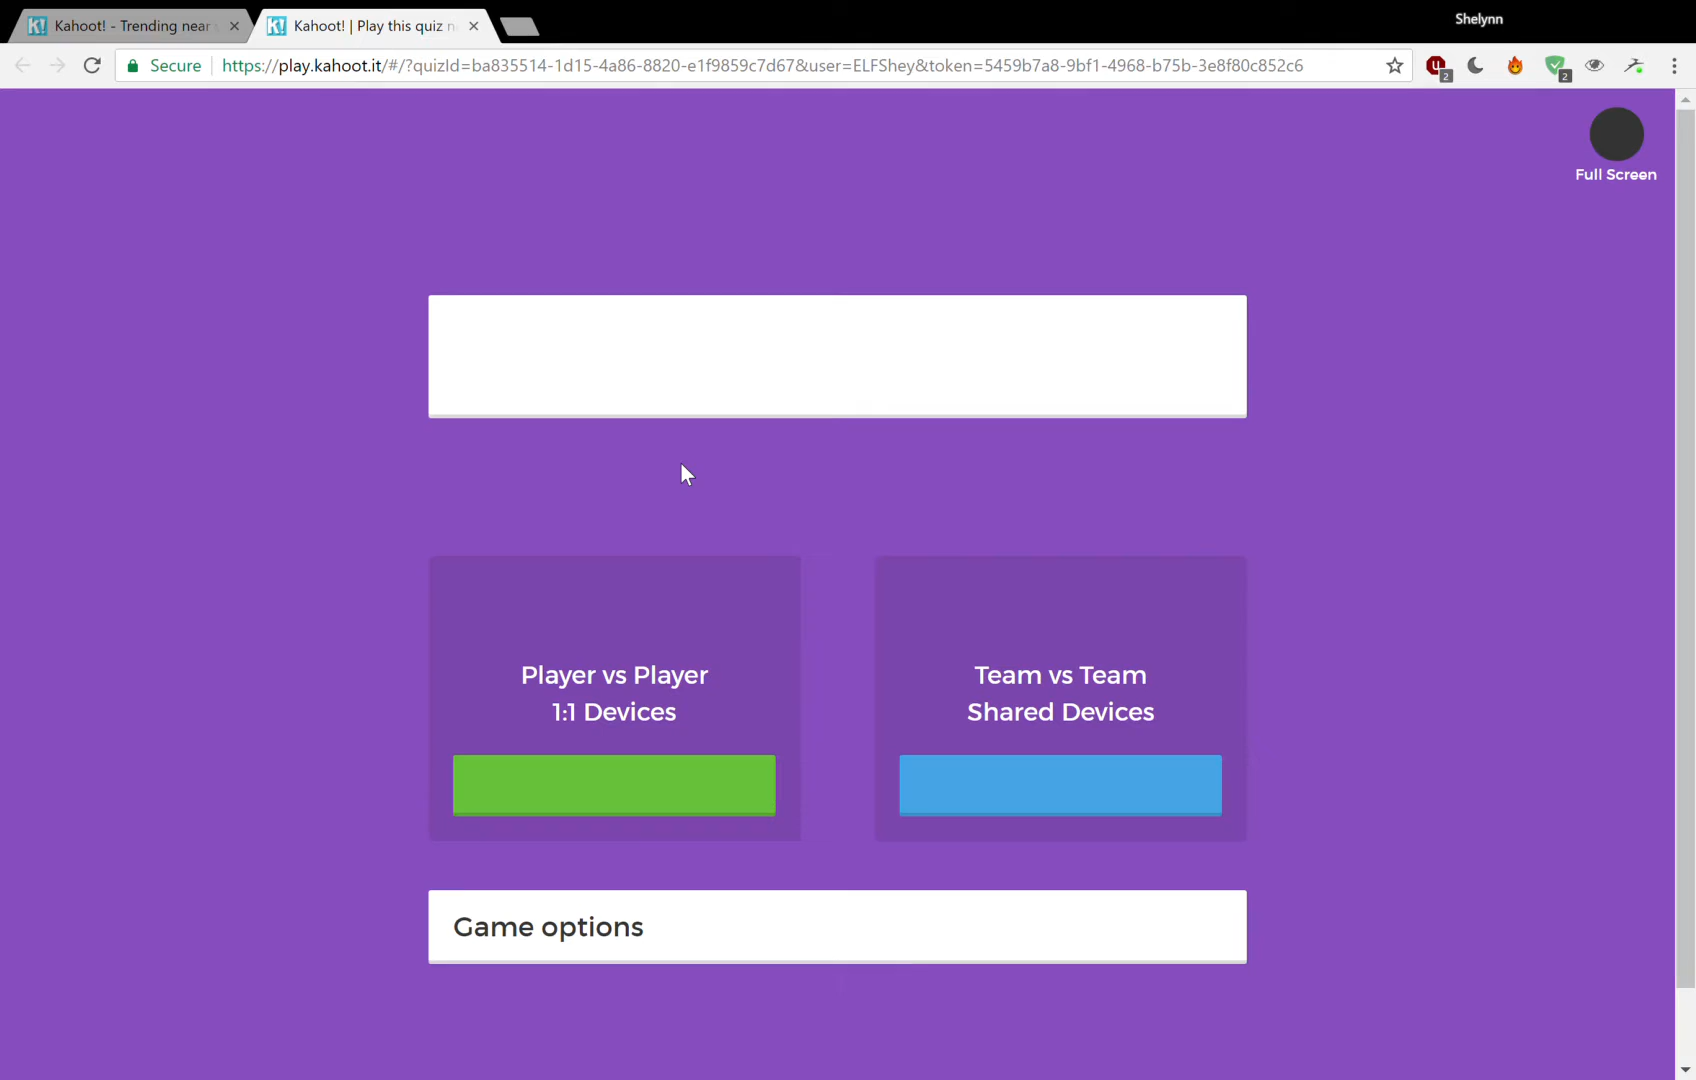 Shelynn
K! Kahoot! - Trending near
K! Kahoot! | Play this quiz n
Secure
https://play.kahoot.it/#/?quizId=ba835514-1d15-4a86-8820-e1f9859c7d67&user=ELFShey&token=5459b7a8-9bf1-4968-b75b-3e8f80c852c6
2
2
Full Screen
Player vs Player
1:1 Devices
Team vs Team
Shared Devices
Game options